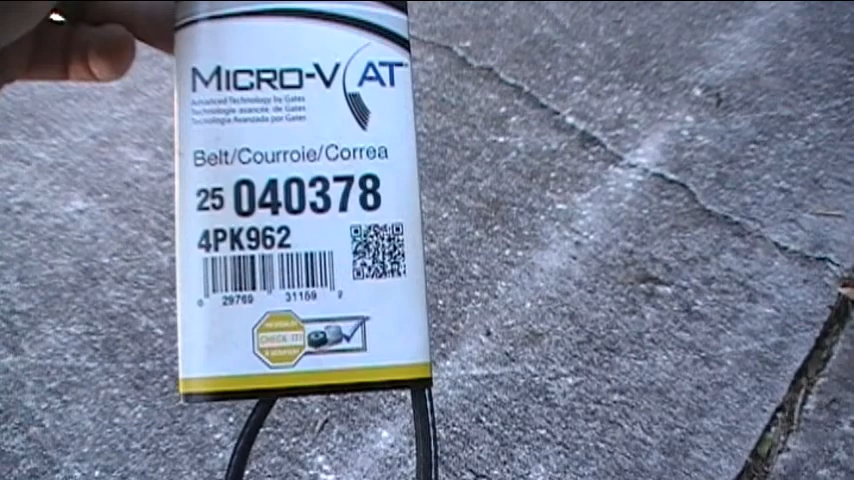 MICRO-V AT
Advanced Technology by Gates
Technologie avancée de Gates
Tecnología Avanzada por Gates
Belt/Courroie/Correa
25 040378
4PK962
0 29769 31159 2
CHECK IT!